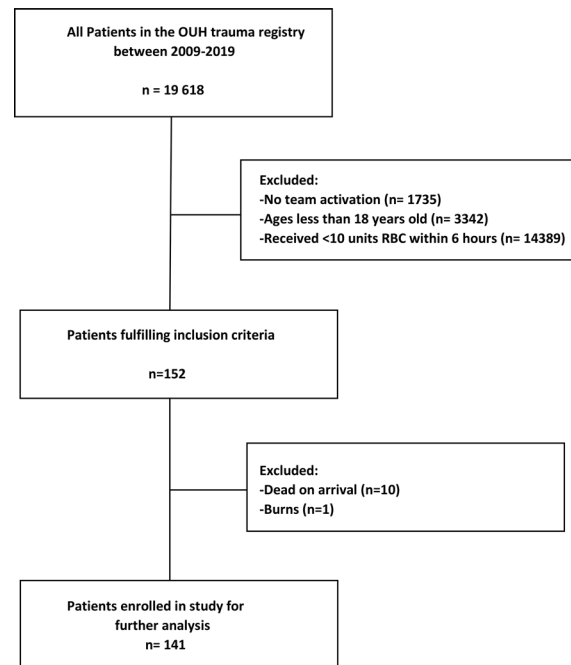 All Patients in the OUH trauma registry
between 2009-2019
n = 19 618
Excluded:
-No team activation (n= 1735)
-Ages less than 18 years old (n= 3342)
-Received <10 units RBC within 6 hours (n= 14389)
Patients fulfilling inclusion criteria
n=152
Excluded:
-Dead on arrival (n=10)
-Burns (n=1)
Patients enrolled in study for
further analysis
n= 141